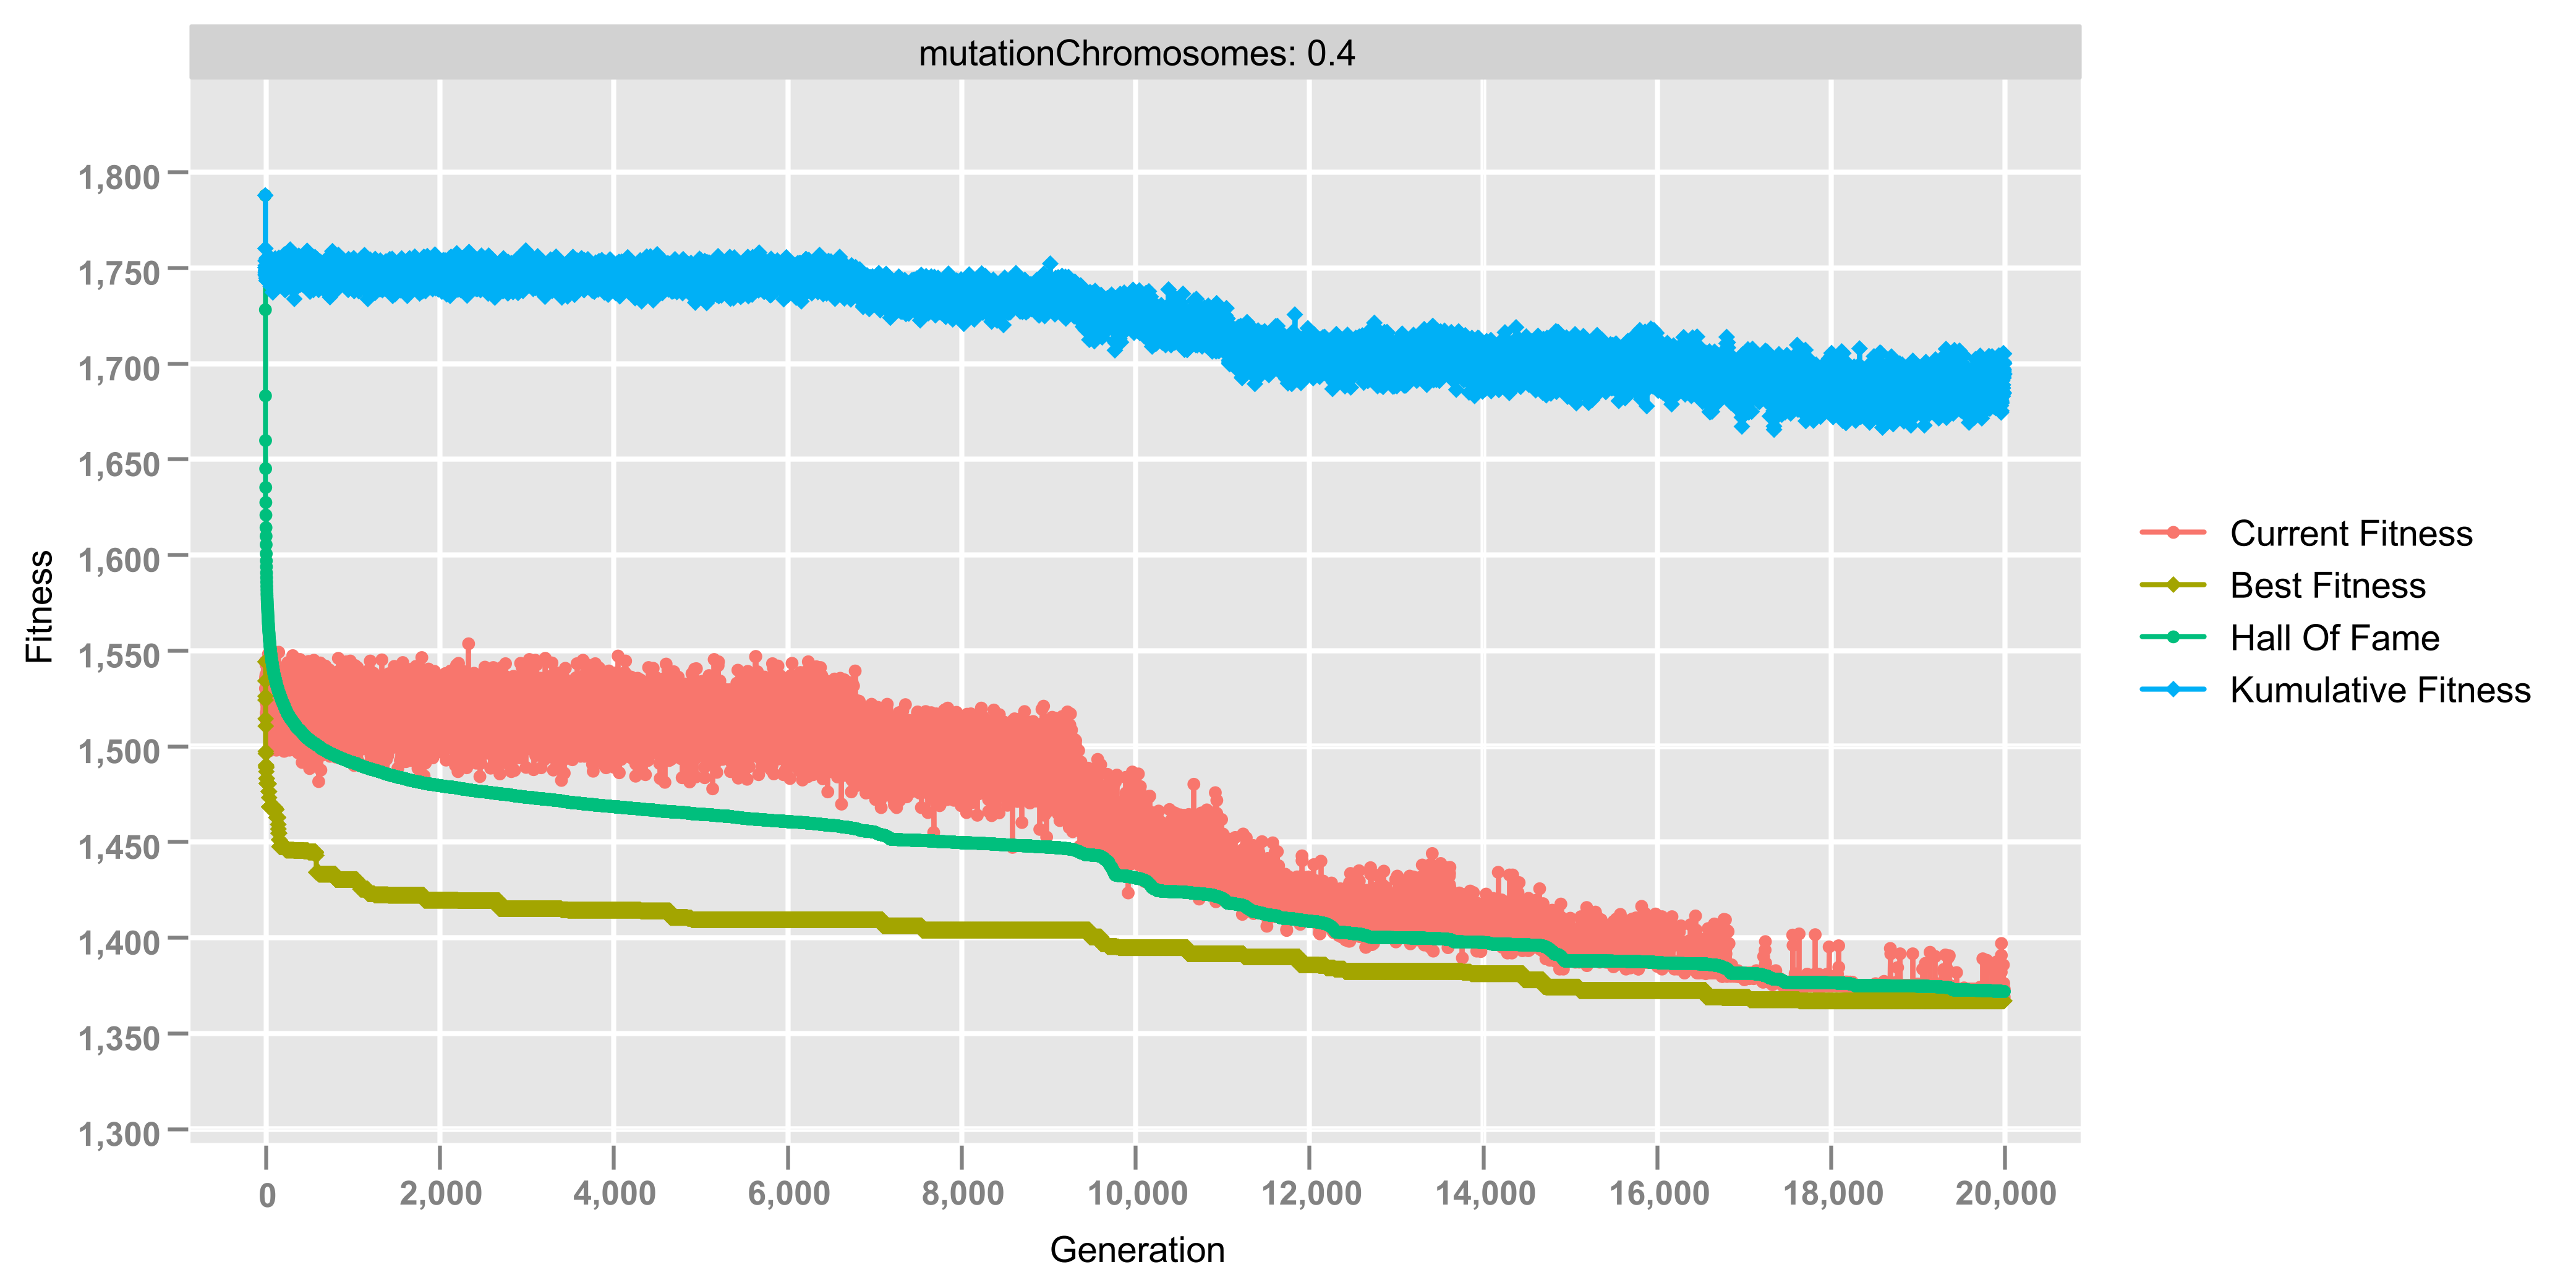 mutationChromosomes: 0.4
1,800
1,750
1,700
1,650
1,600
1,550
1,500
1,450
1,400
1,350
1,300
Fitness
0 2,000 4,000 6,000 8,000 10,000 12,000 14,000 16,000 18,000 20,000
Generation
Current Fitness
Best Fitness
Hall Of Fame
Kumulative Fitness